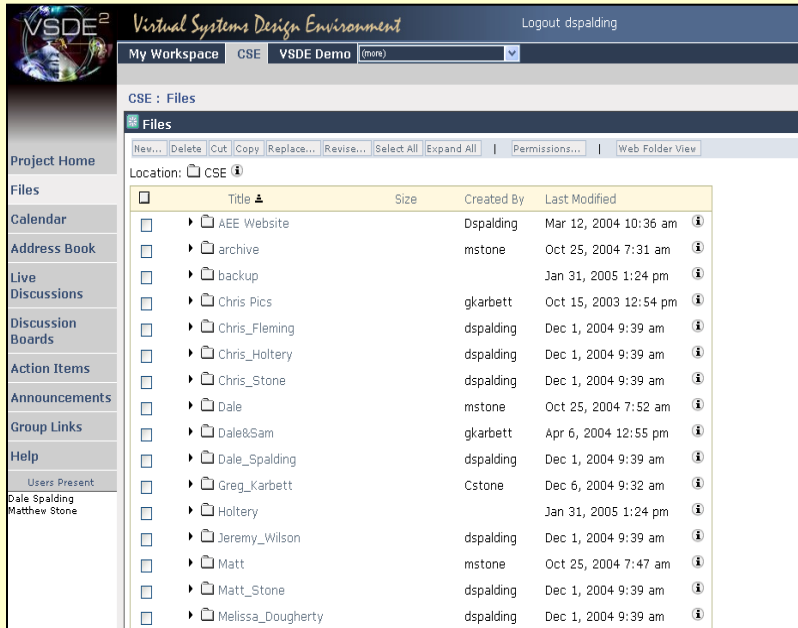 VSDE2
Virtual Systems Design Environment
Logout dspalding
My Workspace CSE VSDE Demo (more)
CSE : Files
Files
New... Delete Cut Copy Replace... Revise... Select All Expand All | Permissions... | Web Folder View
Location: CSE
Title Size Created By Last Modified
AEE Website Dspalding Mar 12, 2004 10:36 am
archive mstone Oct 25, 2004 7:31 am
backup Jan 31, 2005 1:24 pm
Chris Pics gkarbett Oct 15, 2003 12:54 pm
Chris_Fleming dspalding Dec 1, 2004 9:39 am
Chris_Holtery dspalding Dec 1, 2004 9:39 am
Chris_Stone dspalding Dec 1, 2004 9:39 am
Dale mstone Oct 25, 2004 7:52 am
Dale&Sam gkarbett Apr 6, 2004 12:55 pm
Dale_Spalding dspalding Dec 1, 2004 9:39 am
Greg_Karbett Cstone Dec 6, 2004 9:32 am
Holtery Jan 31, 2005 1:24 pm
Jeremy_Wilson dspalding Dec 1, 2004 9:39 am
Matt mstone Oct 25, 2004 7:47 am
Matt_Stone dspalding Dec 1, 2004 9:39 am
Melissa_Dougherty dspalding Dec 1, 2004 9:39 am
Project Home
Files
Calendar
Address Book
Live
Discussions
Discussion
Boards
Action Items
Announcements
Group Links
Help
Users Present
Dale Spalding
Matthew Stone